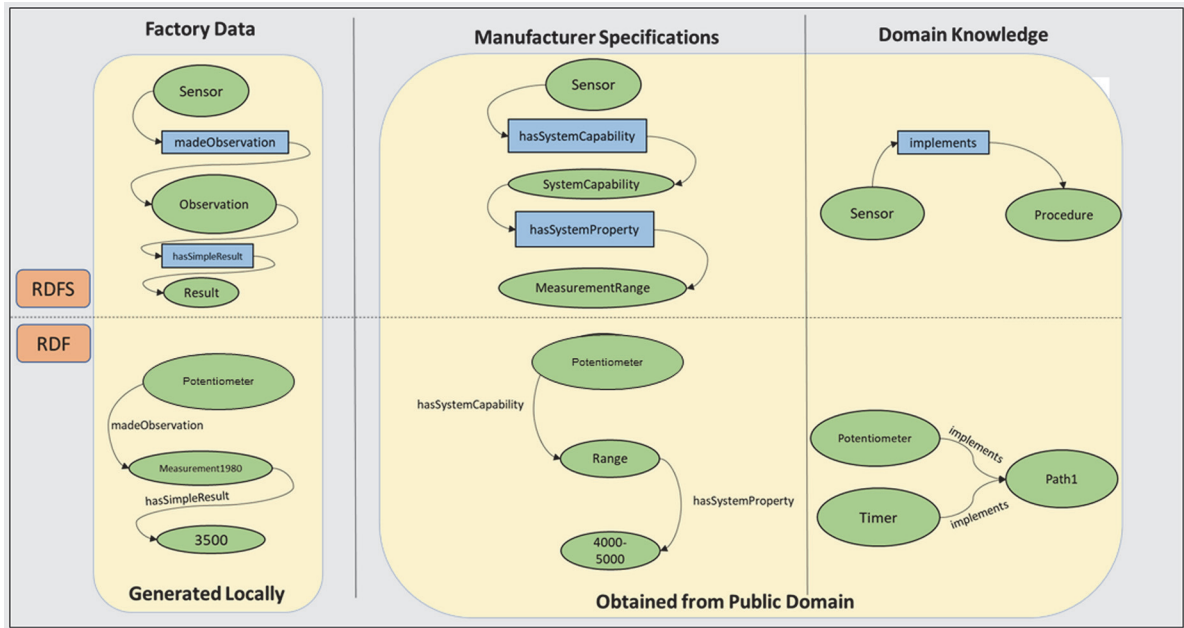 Factory Data
Sensor
madeObservation
Observation
hasSimpleResult
Result
Manufacturer Specifications
Sensor
hasSystemCapability
SystemCapability
hasSystemProperty
MeasurementRange
Domain Knowledge
implements
Sensor
Procedure
RDFS
RDF
Potentiometer
madeObservation
Measurement1980
hasSimpleResult
3500
Generated Locally
Potentiometer
hasSystemCapability
Range
hasSystemProperty
4000-
5000
Potentiometer
implements
Path1
Timer
implements
Obtained from Public Domain